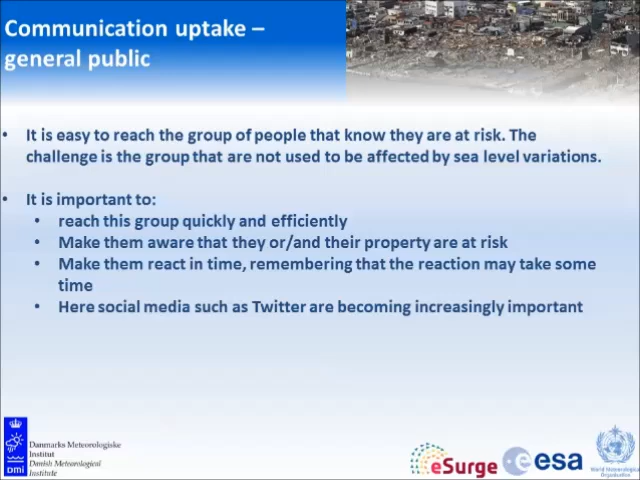 Communication uptake –
general public
• It is easy to reach the group of people that know they are at risk. The
challenge is the group that are not used to be affected by sea level variations.
• It is important to:
• reach this group quickly and efficiently
• Make them aware that they or/and their property are at risk
• Make them react in time, remembering that the reaction may take some
time
• Here social media such as Twitter are becoming increasingly important
dmi
Danmarks Meteorologiske
Institut
Danish Meteorological
Institute
eSurge
esa
World Meteorological
Organization